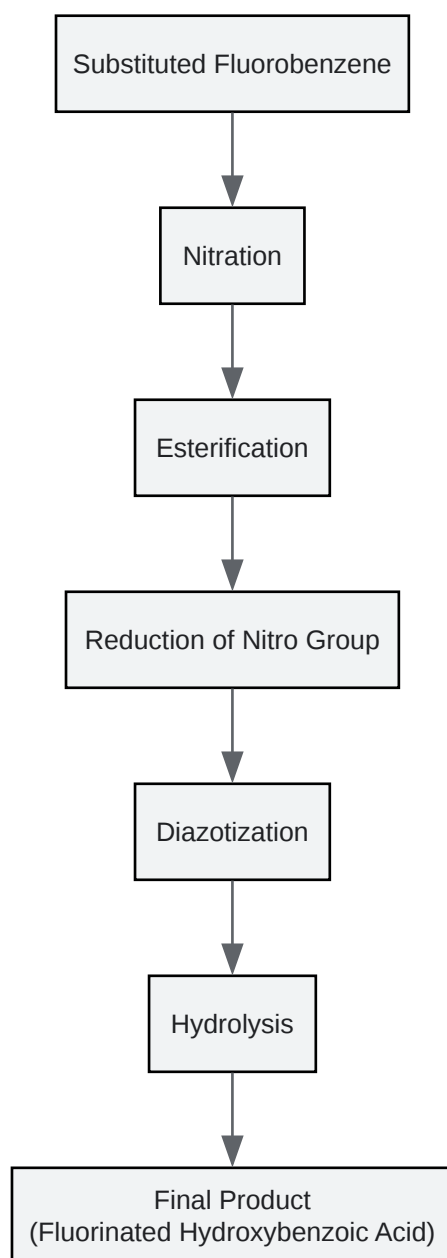 Substituted Fluorobenzene
Nitration
Esterification
Reduction of Nitro Group
Diazotization
Hydrolysis
Final Product
(Fluorinated Hydroxybenzoic Acid)